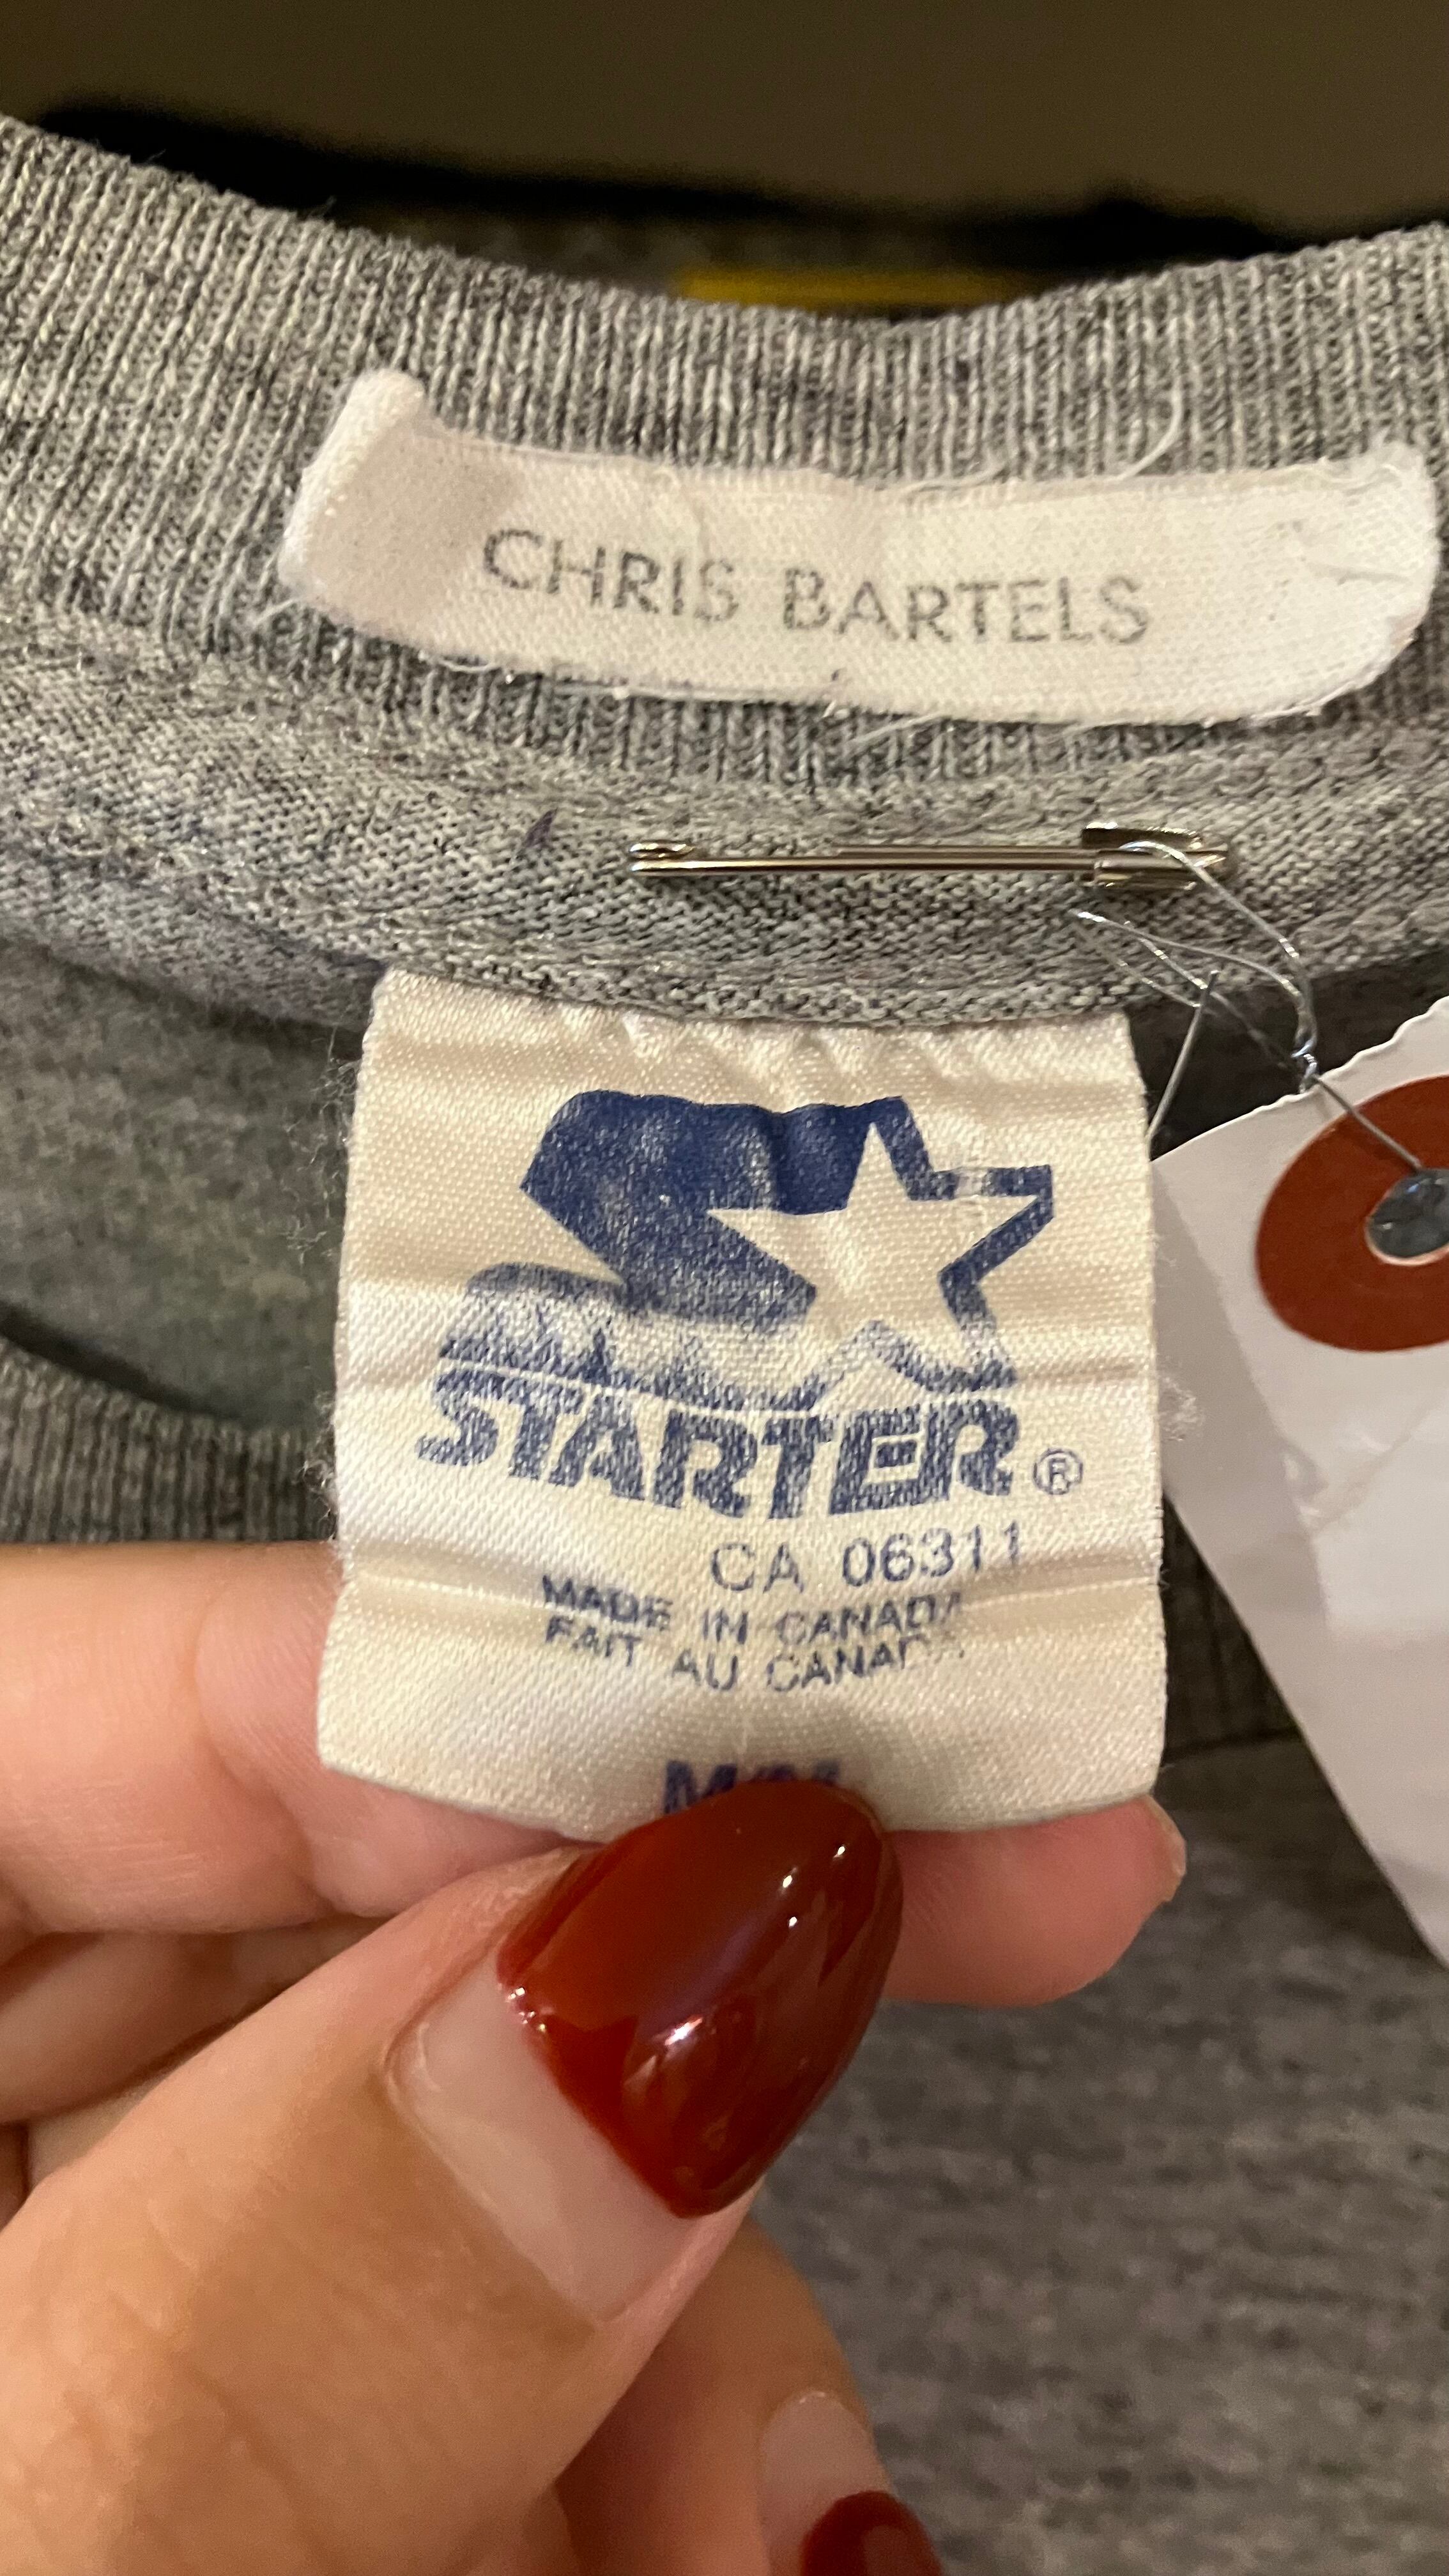 CHRIS BARTELS
STARTER®
CA 06311
MADE IN CANADA
FAIT AU CANADA